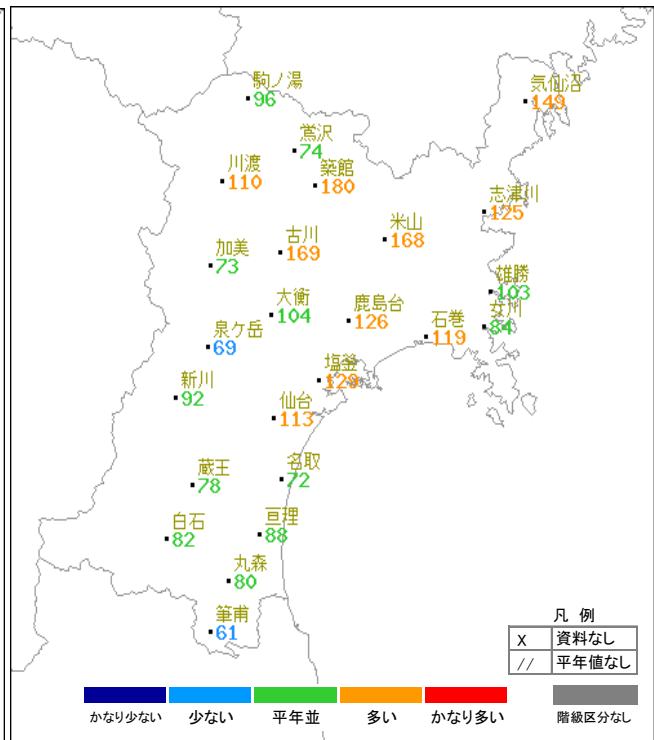 駒ノ湯
96
気仙沼
149
鴬沢
74
川渡
110
築館
180
志津川
125
米山
168
古川
169
加美
73
雄勝
103
大衡
104
鹿島台
126
女川
84
石巻
119
泉ケ岳
69
塩釜
新川
92
仙台
113
蔵王
78
名取
72
白石
82
亘理
88
丸森
80
筆甫
61
凡 例
X 資料なし
// 平年値なし
かなり少ない 少ない 平年並 多い かなり多い 階級区分なし